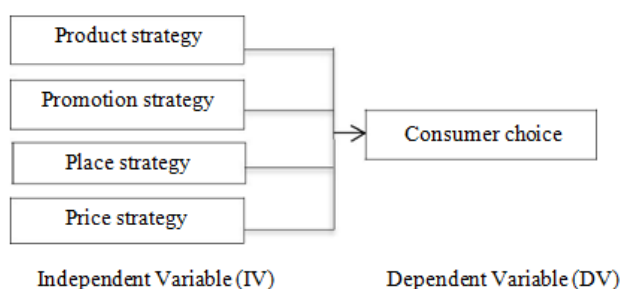 Product strategy
Promotion strategy
Consumer choice
Place strategy
Price strategy
Independent Variable (IV)
Dependent Variable (DV)